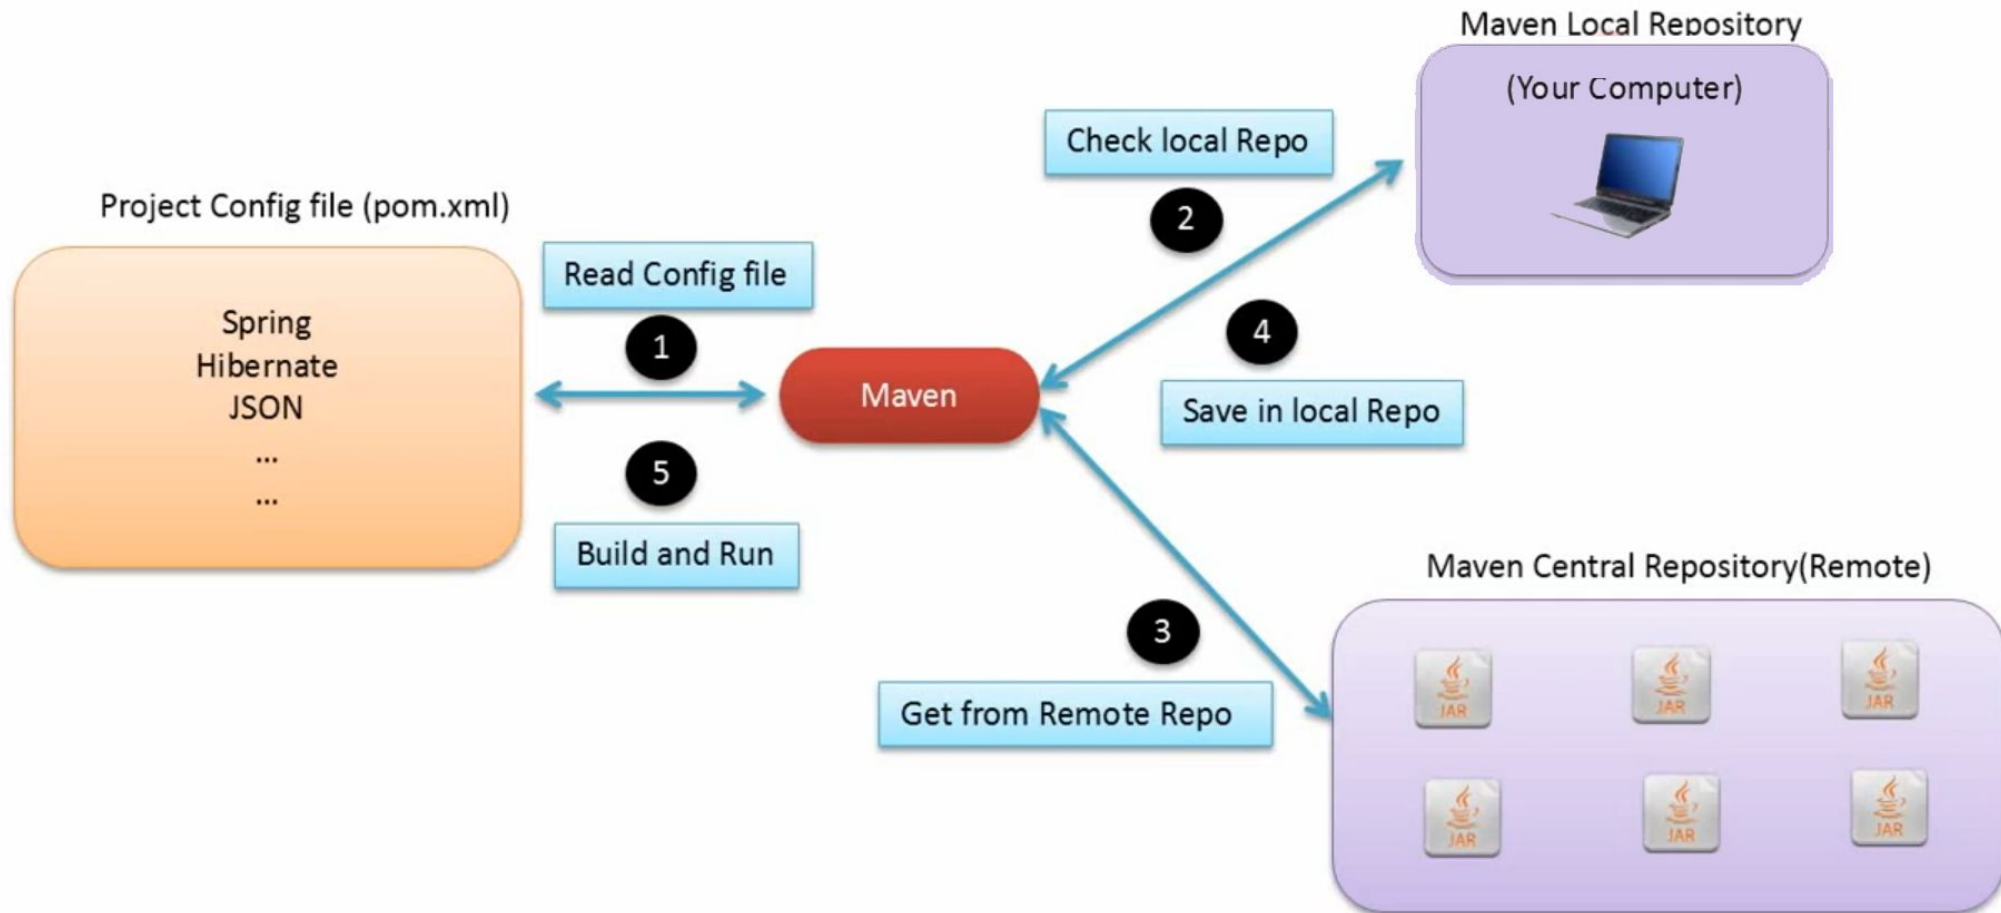 Maven Local Repository
(Your Computer)
Check local Repo
2
Project Config file (pom.xml)
Read Config file
1
Spring
Hibernate
JSON
...
...
Maven
4
Save in local Repo
5
Build and Run
Maven Central Repository(Remote)
3
Get from Remote Repo
JAR
JAR
JAR
JAR
JAR
JAR